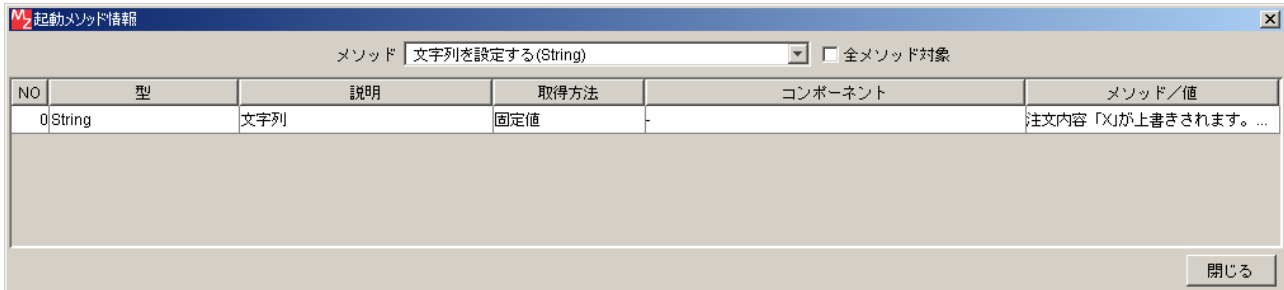 起動メソッド情報
メソッド 文字列を設定する(String) 全メソッド対象
NO 型 説明 取得方法 コンポーネント メソッド／値
0 String 文字列 固定値 - 注文内容「X」が上書きされます。...
閉じる